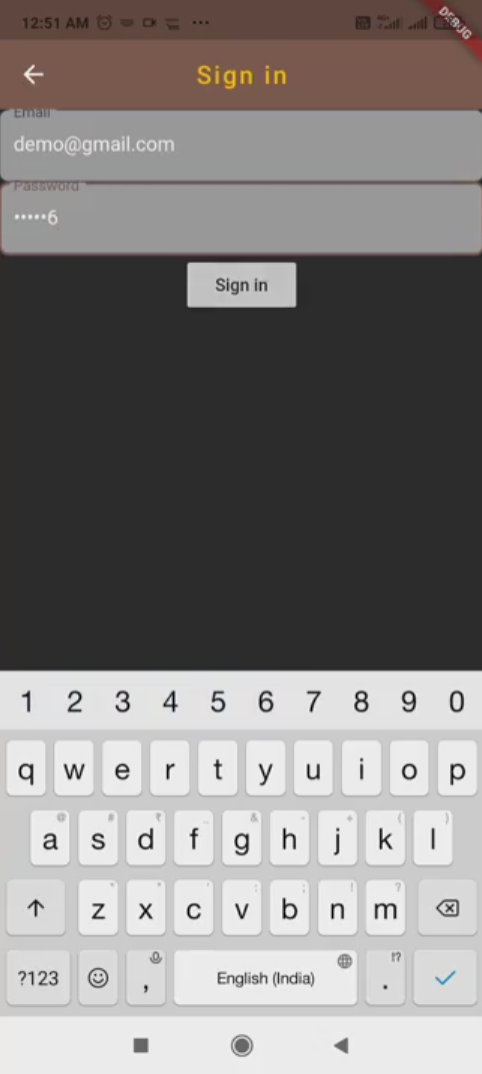 12:51 AM ...
DEBUG
Sign in
Email
demo@gmail.com
Password
•••••6
Sign in
1 2 3 4 5 6 7 8 9 0
q w e r t y u i o p
@ # ₹ _ & - + ( )
a s d f g h j k l
* " ' : ; ! ?
z x c v b n m
!?
?123 , English (India) .